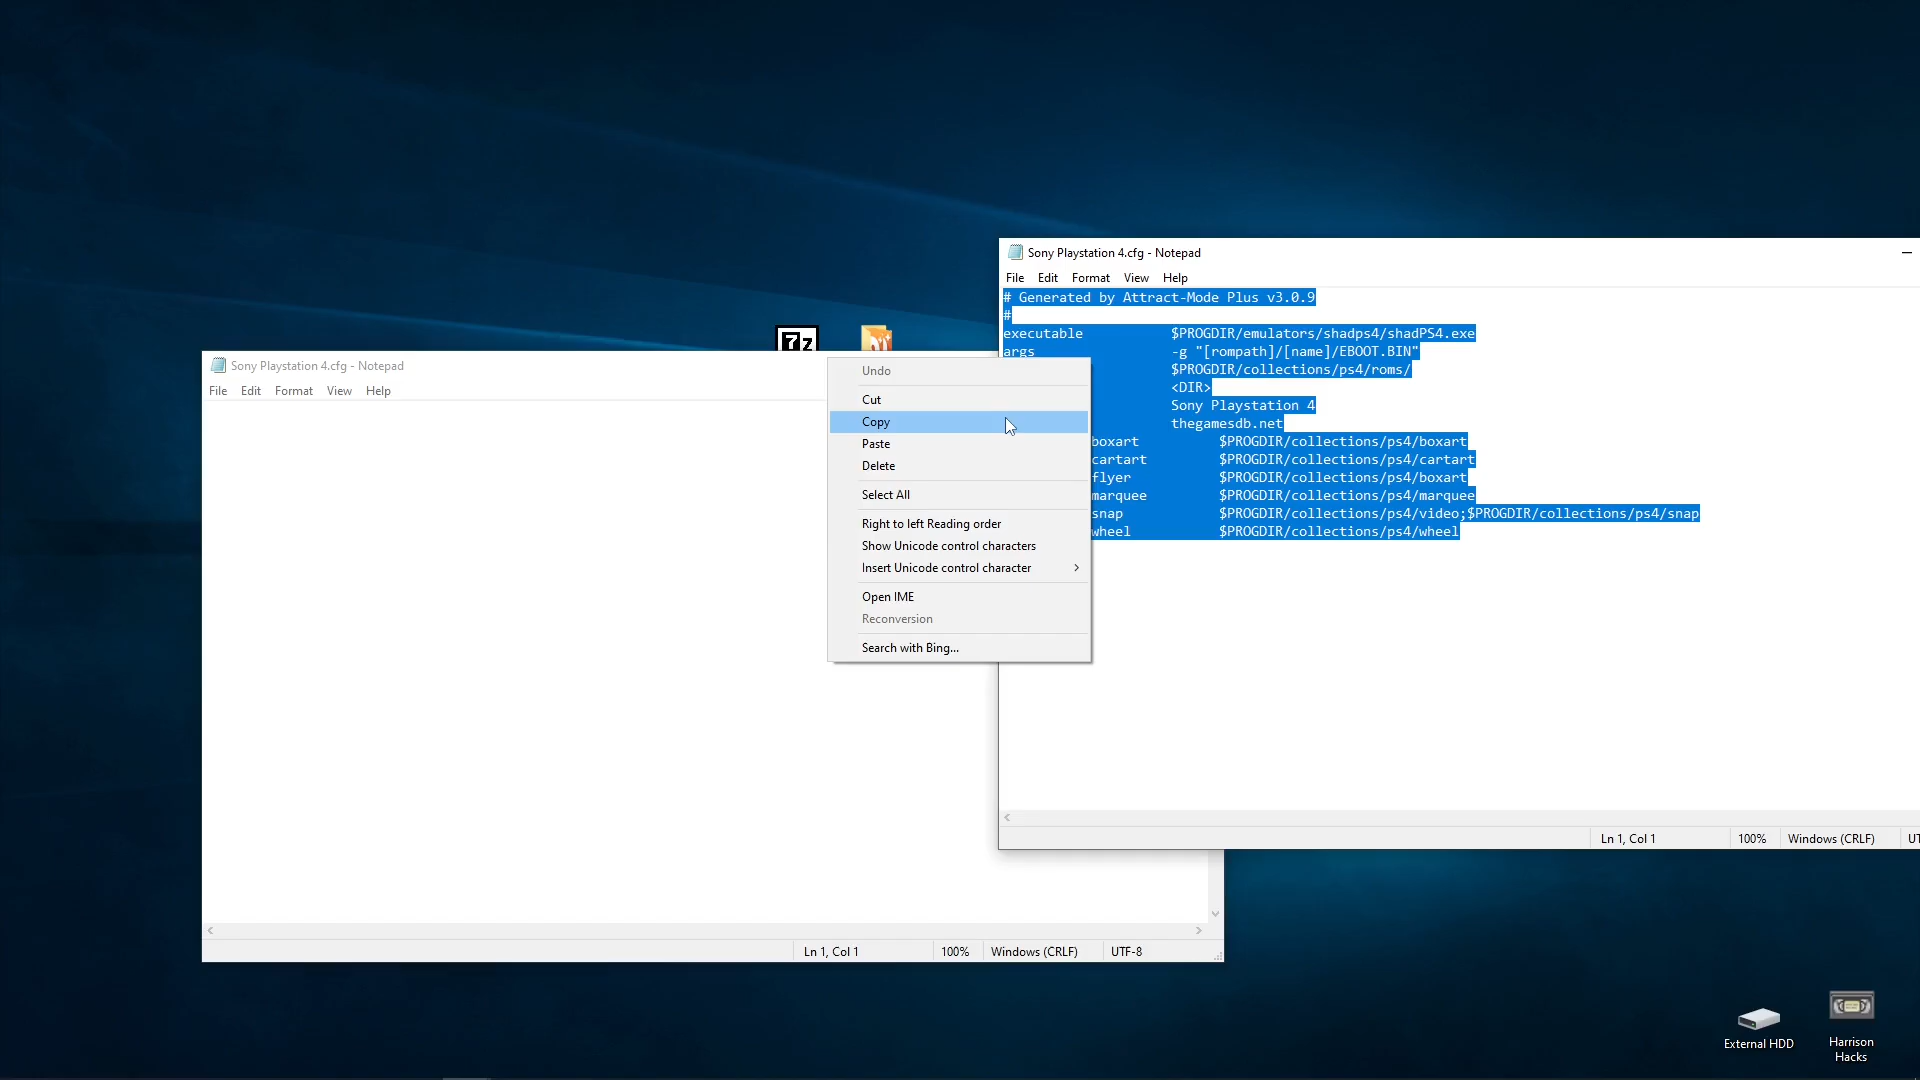 Sony Playstation 4.cfg - Notepad
File Edit Format View Help
# Generated by Attract-Mode Plus v3.0.9
#
executable $PROGDIR/emulators/shadps4/shadPS4.exe
args -g "[rompath]/[name]/EBOOT.BIN"
$PROGDIR/collections/ps4/roms/
<DIR>
Sony Playstation 4
thegamesdb.net
boxart $PROGDIR/collections/ps4/boxart
cartart $PROGDIR/collections/ps4/cartart
flyer $PROGDIR/collections/ps4/boxart
marquee $PROGDIR/collections/ps4/marquee
snap $PROGDIR/collections/ps4/video;$PROGDIR/collections/ps4/snap
wheel $PROGDIR/collections/ps4/wheel
Ln 1, Col 1 100% Windows (CRLF)
7z
Sony Playstation 4.cfg - Notepad
File Edit Format View Help
Undo
Cut
Copy
Paste
Delete
Select All
Right to left Reading order
Show Unicode control characters
Insert Unicode control character
Open IME
Reconversion
Search with Bing...
Ln 1, Col 1 100% Windows (CRLF) UTF-8
External HDD
Harrison
Hacks